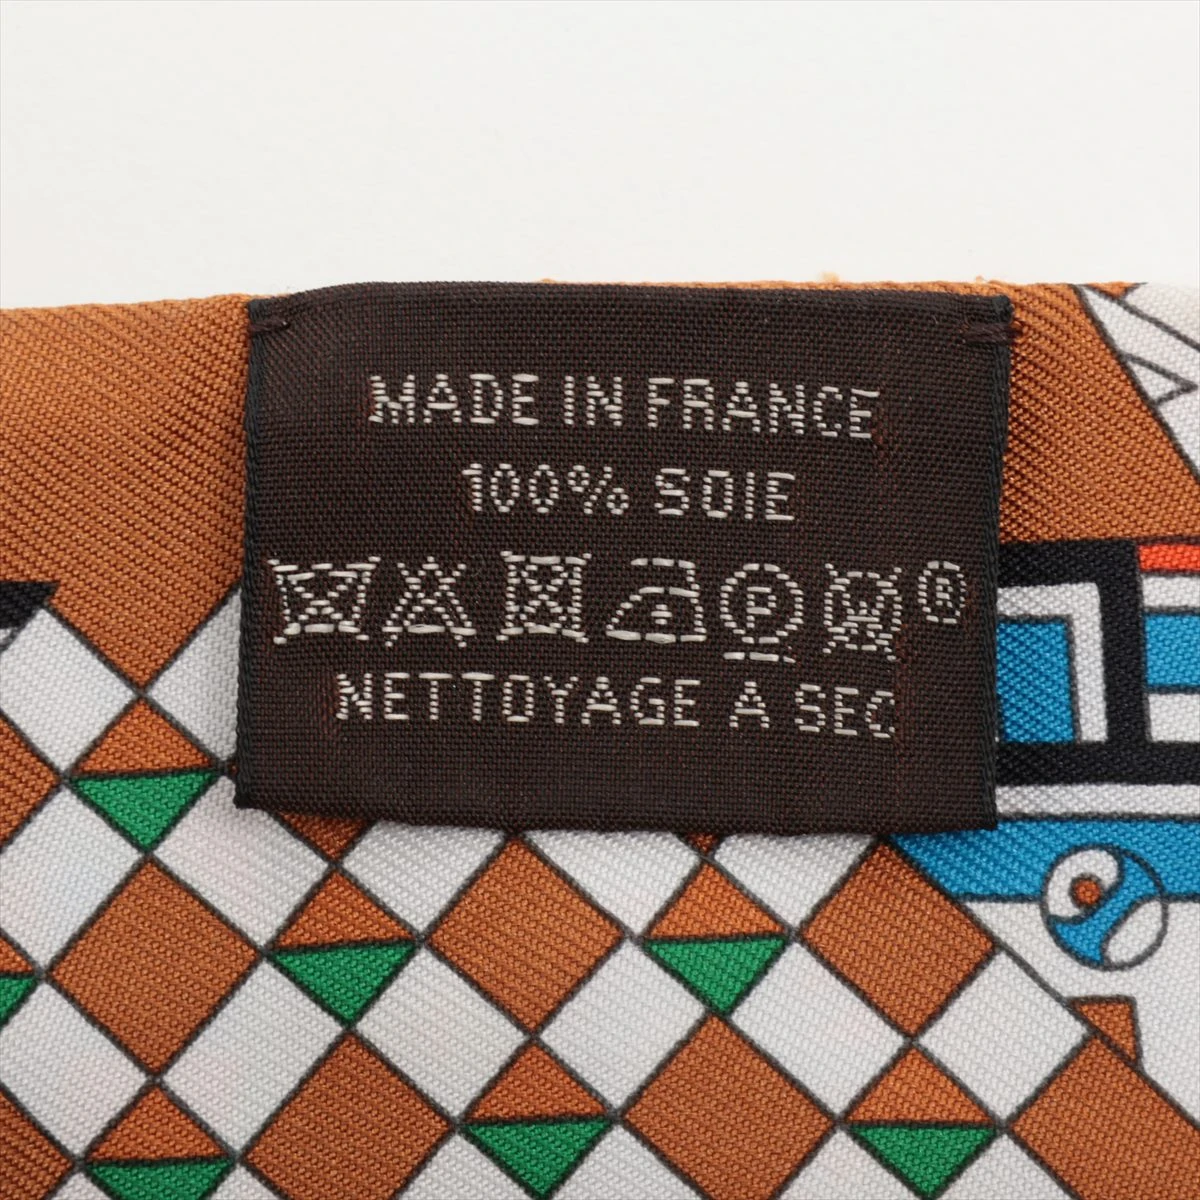 MADE IN FRANCE
100% SOIE
P W ®
NETTOYAGE A SEC